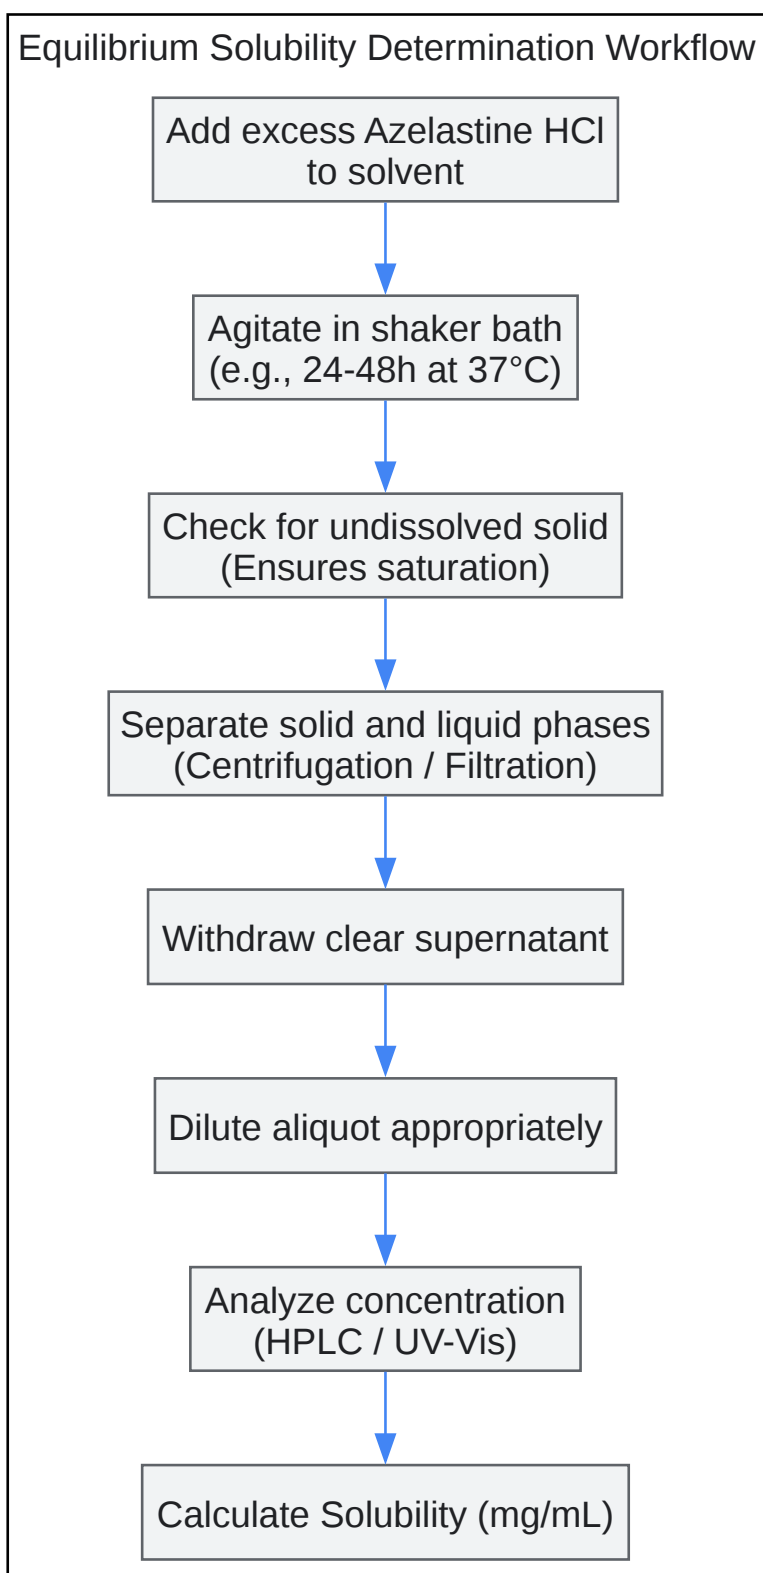 Equilibrium Solubility Determination Workflow
Add excess Azelastine HCl
to solvent
Agitate in shaker bath
(e.g., 24-48h at 37°C)
Check for undissolved solid
(Ensures saturation)
Separate solid and liquid phases
(Centrifugation / Filtration)
Withdraw clear supernatant
Dilute aliquot appropriately
Analyze concentration
(HPLC / UV-Vis)
Calculate Solubility (mg/mL)